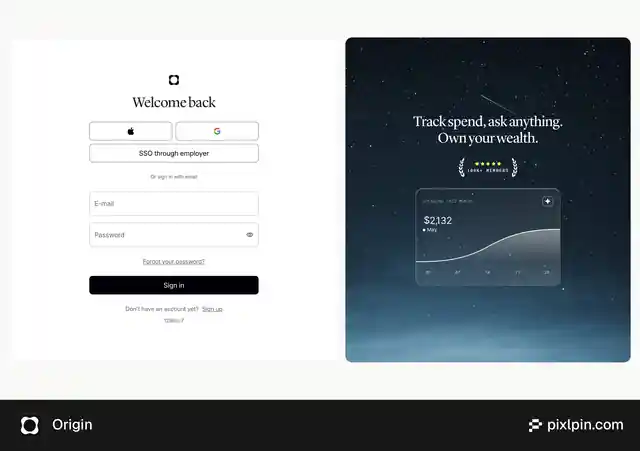 Welcome back
SSO through employer
Or sign in with email
E-mail
Password
Forgot your password?
Sign in
Don't have an account yet? Sign up
Track spend, ask anything.
Own your wealth.
100K+ MEMBERS
$2,132
May
Origin
pixlpin.com